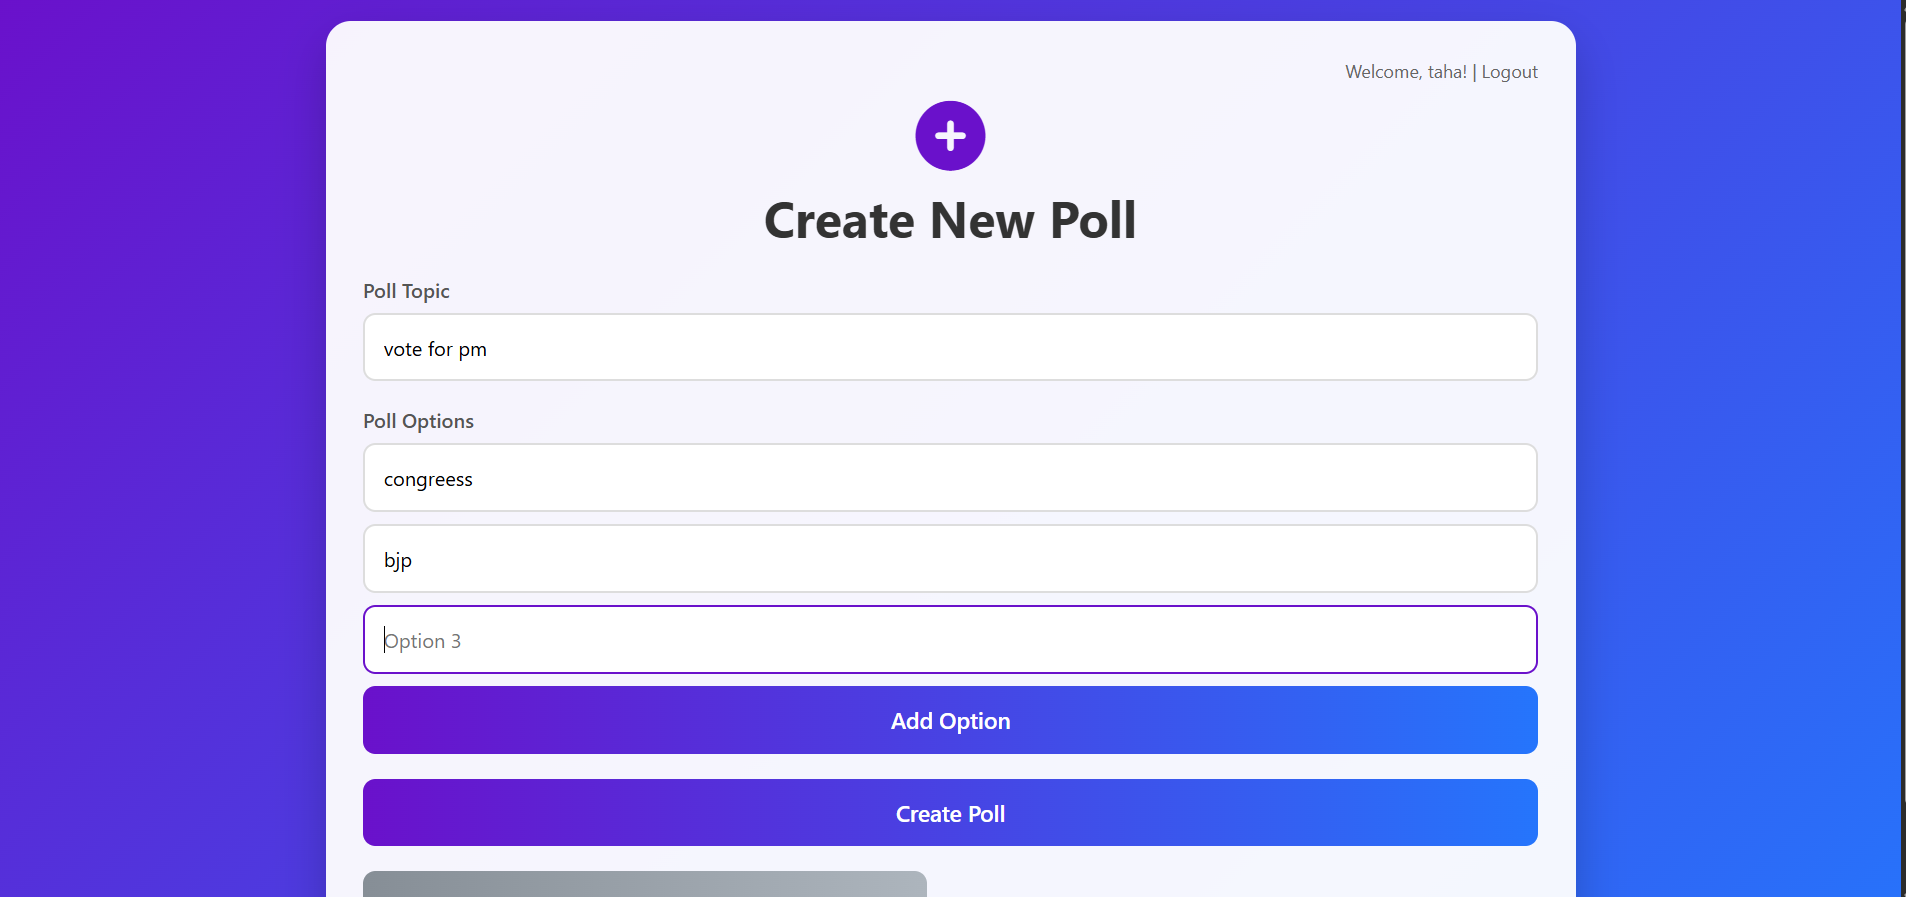 Welcome, taha! | Logout
Create New Poll
Poll Topic
vote for pm
Poll Options
congreess
bjp
Option 3
Add Option
Create Poll